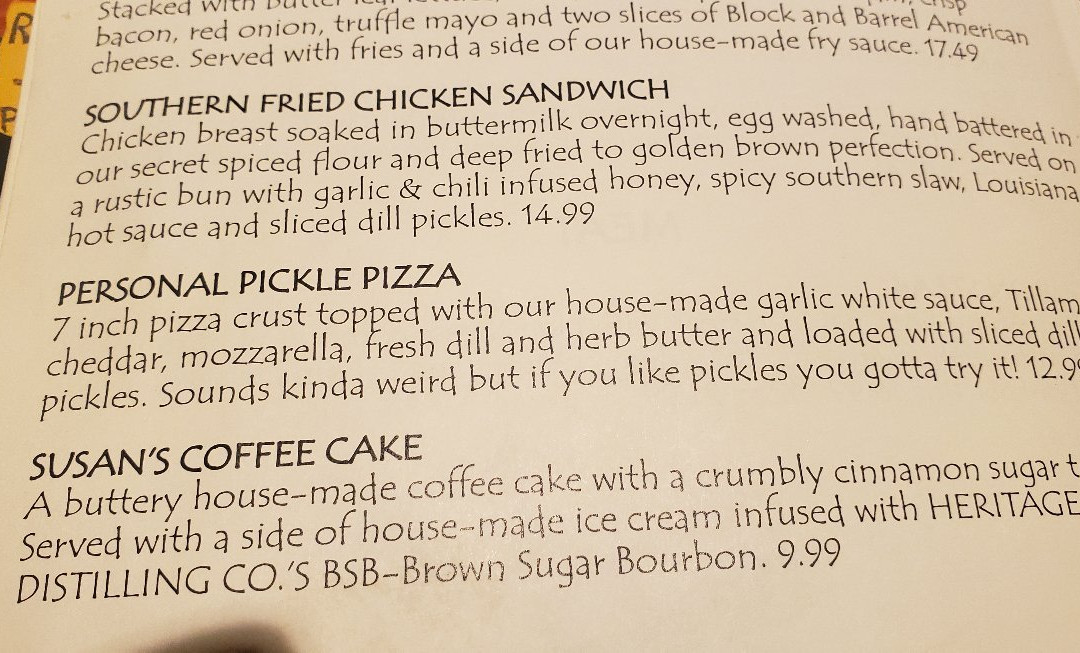 Stacked with
bacon, red onion, truffle mayo and two slices of Block and Barrel American
cheese. Served with fries and a side of our house-made fry sauce. 17.49
SOUTHERN FRIED CHICKEN SANDWICH
Chicken breast soaked in buttermilk overnight, egg washed, hand battered in
our secret spiced flour and deep fried to golden brown perfection. Served on
a rustic bun with garlic & chili infused honey, spicy southern slaw, Louisiana
hot sauce and sliced dill pickles. 14.99
PERSONAL PICKLE PIZZA
7 inch pizza crust topped with our house-made garlic white sauce, Tillam
cheddar, mozzarella, fresh dill and herb butter and loaded with sliced dill
pickles. Sounds kinda weird but if you like pickles you gotta try it! 12.99
SUSAN'S COFFEE CAKE
A buttery house-made coffee cake with a crumbly cinnamon sugar t
Served with a side of house-made ice cream infused with HERITAGE
DISTILLING CO.'S BSB-Brown Sugar Bourbon. 9.99